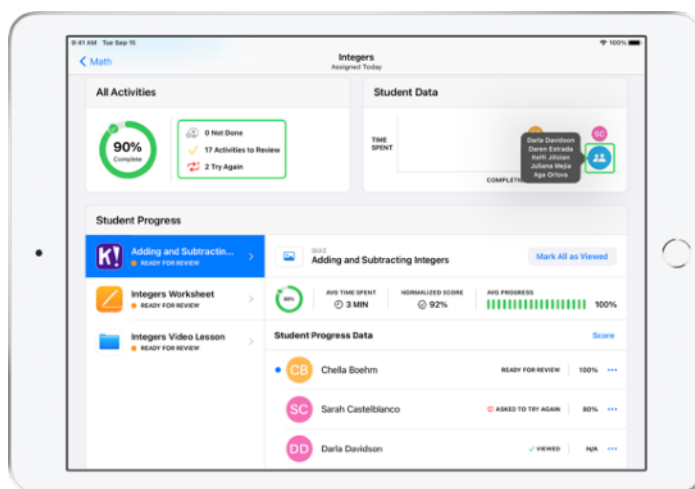 9:41 AM Tue Sep 15
100%
Math
Integers
Assigned Today
All Activities
90%
Complete
0 Not Done
17 Activities to Review
2 Try Again
Student Data
TIME
SPENT
SC
Darla Davidson
Daren Estrada
Raffi Jilizian
Juliana Mejia
Aga Orlova
Student Progress
K!
Adding and Subtractin...
READY FOR REVIEW
Integers Worksheet
READY FOR REVIEW
Integers Video Lesson
READY FOR REVIEW
QUIZ
Adding and Subtracting Integers
Mark All as Viewed
AVG TIME SPENT
3 MIN
NORMALIZED SCORE
92%
AVG PROGRESS
100%
Student Progress Data
Score
CB Chella Boehm READY FOR REVIEW 100%
SC Sarah Castelblanco ASKED TO TRY AGAIN 80%
DD Darla Davidson VIEWED N/A